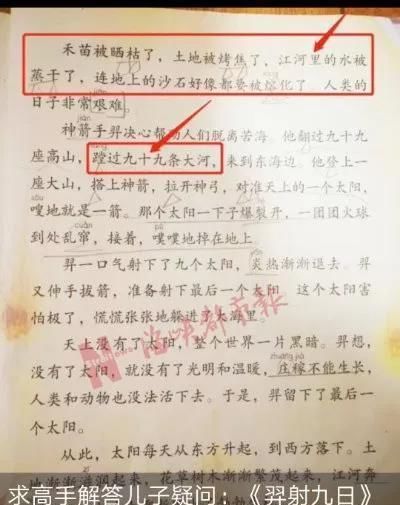 禾苗被晒枯了，土地被烤焦了，江河里的水被
蒸干了，连地上的沙石好像都要被熔化了。人类的
日子非常艰难。
神箭手羿决心帮助人们脱离苦海。他翻过九十九
座高山，蹚过九十九条大河，来到东海边。他登上一
座大山，搭上神箭，拉开神弓，对准天上的一个太阳，
sōu
嗖地就是一箭。那个太阳一下子爆裂开，一团团火球
cuàn
到处乱窜，接着，噗噗地掉在地上。
羿一口气射下了九个太阳，炎热渐渐退去。羿
又伸手拔箭，准备射下最后一个太阳。这个太阳害
怕极了，慌慌张张地躲进了大海里。
海峡都市报
天上没有了太阳，整个世界一片黑暗。羿想，
zhuāng jià
没有了太阳，就没有了光明和温暖，庄稼不能生长，
人类和动物也没法活下去。于是，羿留下了最后一
个太阳。
从此，太阳每天从东方升起，到西方落下。土
地渐渐滋润起来，花草树木渐渐繁茂起来，江河奔
求高手解答儿子疑问：《羿射九日》